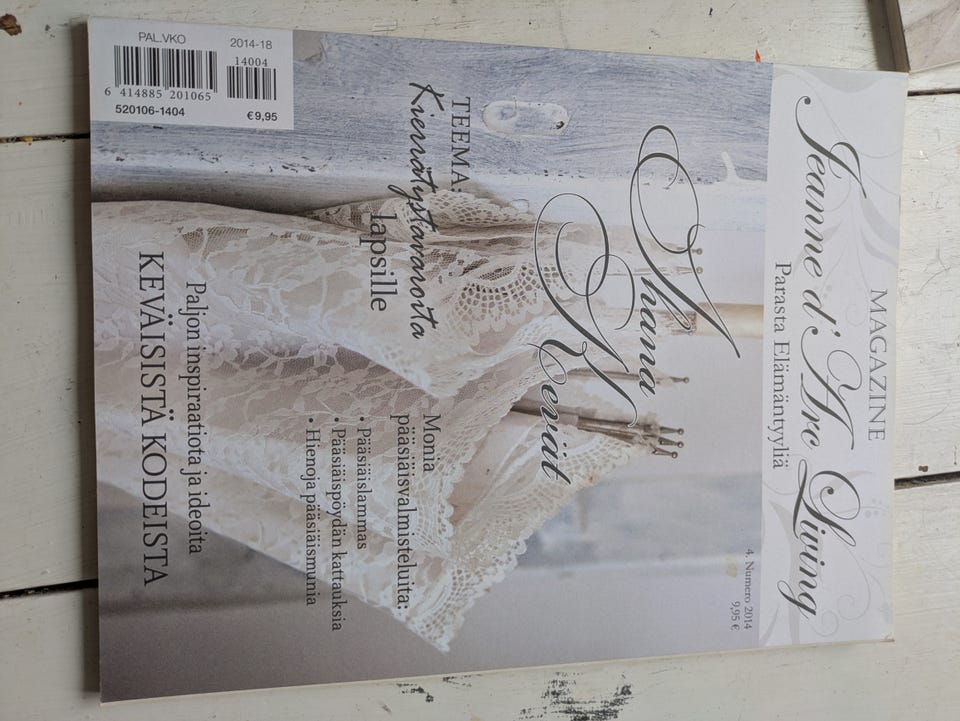 MAGAZINE
Jeanne d'Arc Living
Parasta Elämäntyyliä
4. Numero 2014
9,95 €
Ihana
Kevät
TEEMA:
Kierrätystavaroita
lapsille
Monia
pääsiäisvalmisteluita:
• Pääsiäislammas
• Pääsiäispöydän kattauksia
• Hienoja pääsiäismunia
Paljon inspiraatiota ja ideoita
KEVÄISISTÄ KODEISTA
PAL.VKO 2014-18
14004
6 414885 201065
520106-1404 €9,95